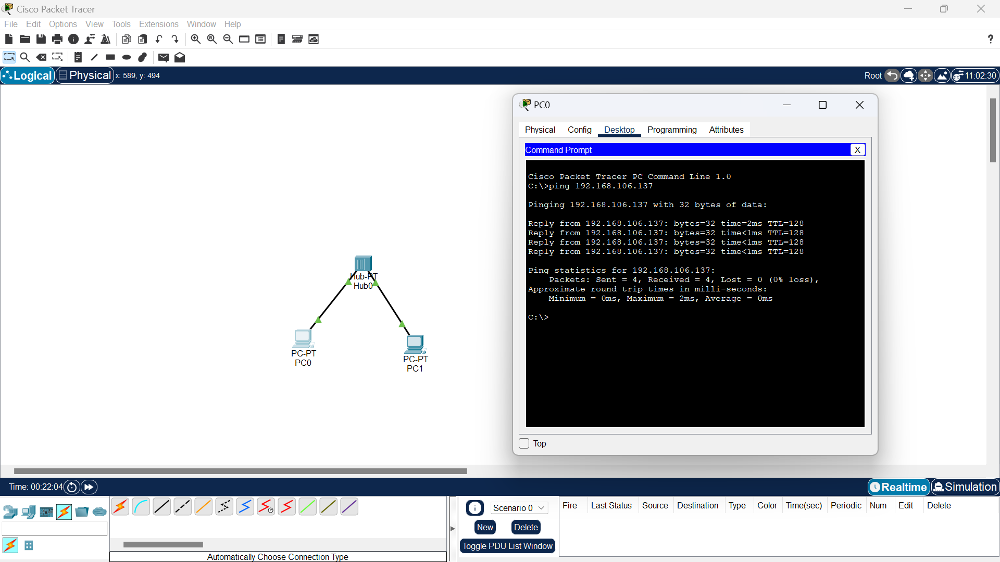 Cisco Packet Tracer
File Edit Options View Tools Extensions Window Help
?
Logical Physical x: 589, y: 494 Root 11:02:30
PC0
Physical Config Desktop Programming Attributes
Command Prompt X
Cisco Packet Tracer PC Command Line 1.0
C:\>ping 192.168.106.137
Pinging 192.168.106.137 with 32 bytes of data:
Reply from 192.168.106.137: bytes=32 time=2ms TTL=128
Reply from 192.168.106.137: bytes=32 time<1ms TTL=128
Reply from 192.168.106.137: bytes=32 time<1ms TTL=128
Reply from 192.168.106.137: bytes=32 time<1ms TTL=128
Ping statistics for 192.168.106.137:
Packets: Sent = 4, Received = 4, Lost = 0 (0% loss),
Approximate round trip times in milli-seconds:
Minimum = 0ms, Maximum = 2ms, Average = 0ms
C:\>
Top
Hub-PT
Hub0
PC-PT
PC0
PC-PT
PC1
Time: 00:22:04 Realtime Simulation
Scenario 0
New Delete
Toggle PDU List Window
Fire Last Status Source Destination Type Color Time(sec) Periodic Num Edit Delete
Automatically Choose Connection Type